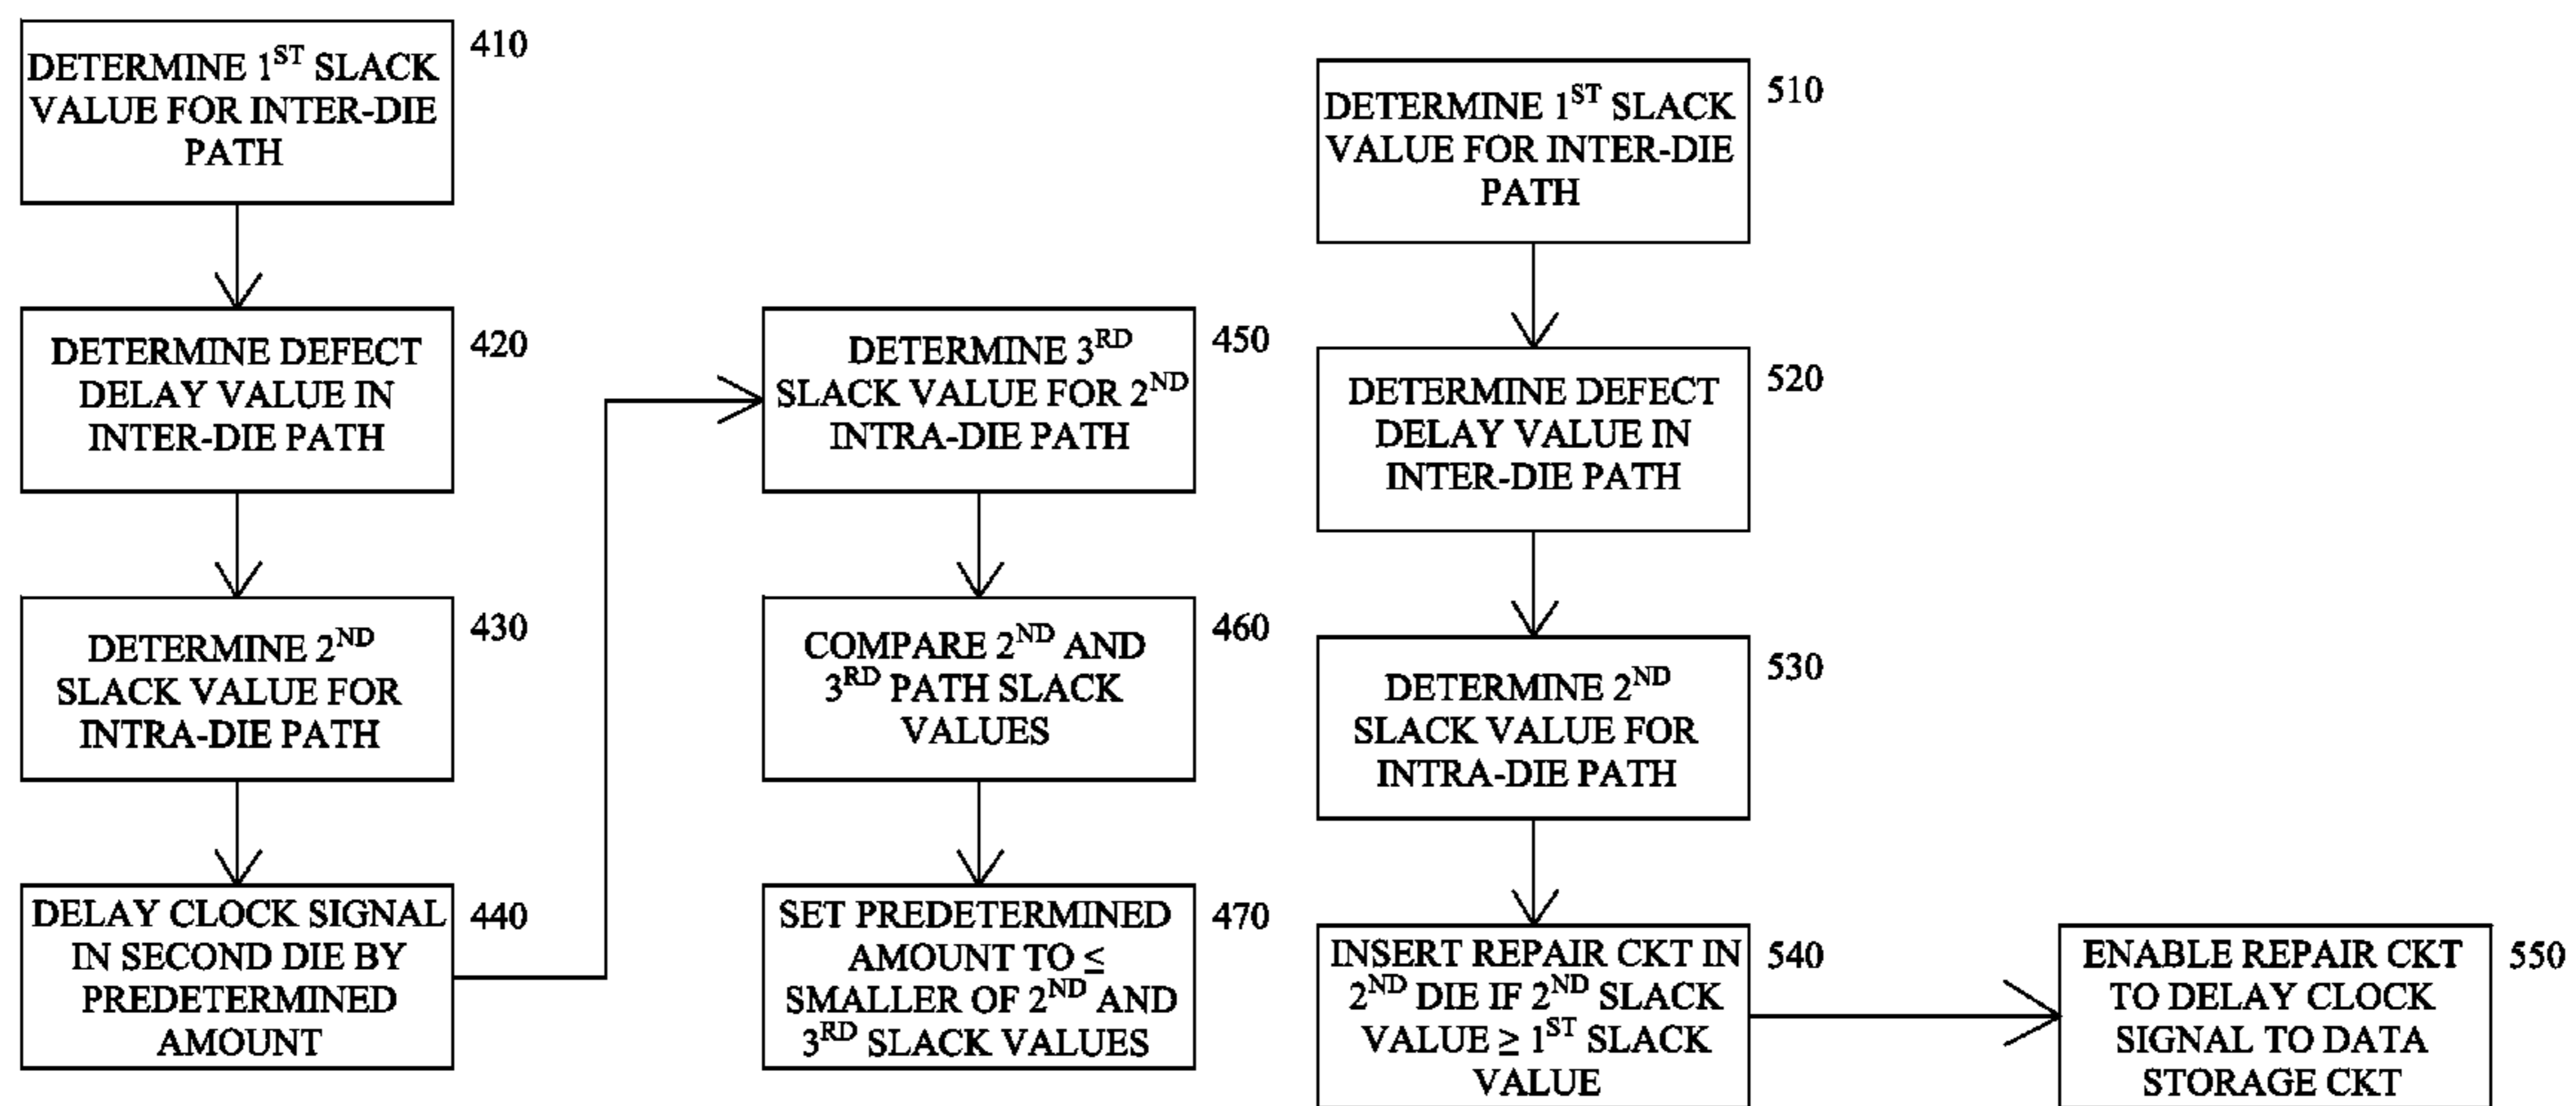 DETERMINE 1ST SLACK
VALUE FOR INTER-DIE
PATH
410
DETERMINE DEFECT
DELAY VALUE IN
INTER-DIE PATH
420
DETERMINE 2ND
SLACK VALUE FOR
INTRA-DIE PATH
430
DELAY CLOCK SIGNAL
IN SECOND DIE BY
PREDETERMINED
AMOUNT
440
DETERMINE 3RD
SLACK VALUE FOR 2ND
INTRA-DIE PATH
450
COMPARE 2ND AND
3RD PATH SLACK
VALUES
460
SET PREDETERMINED
AMOUNT TO ≤
SMALLER OF 2ND AND
3RD SLACK VALUES
470
DETERMINE 1ST SLACK
VALUE FOR INTER-DIE
PATH
510
DETERMINE DEFECT
DELAY VALUE IN
INTER-DIE PATH
520
DETERMINE 2ND
SLACK VALUE FOR
INTRA-DIE PATH
530
INSERT REPAIR CKT IN
2ND DIE IF 2ND SLACK
VALUE ≥ 1ST SLACK
VALUE
540
ENABLE REPAIR CKT
TO DELAY CLOCK
SIGNAL TO DATA
STORAGE CKT
550